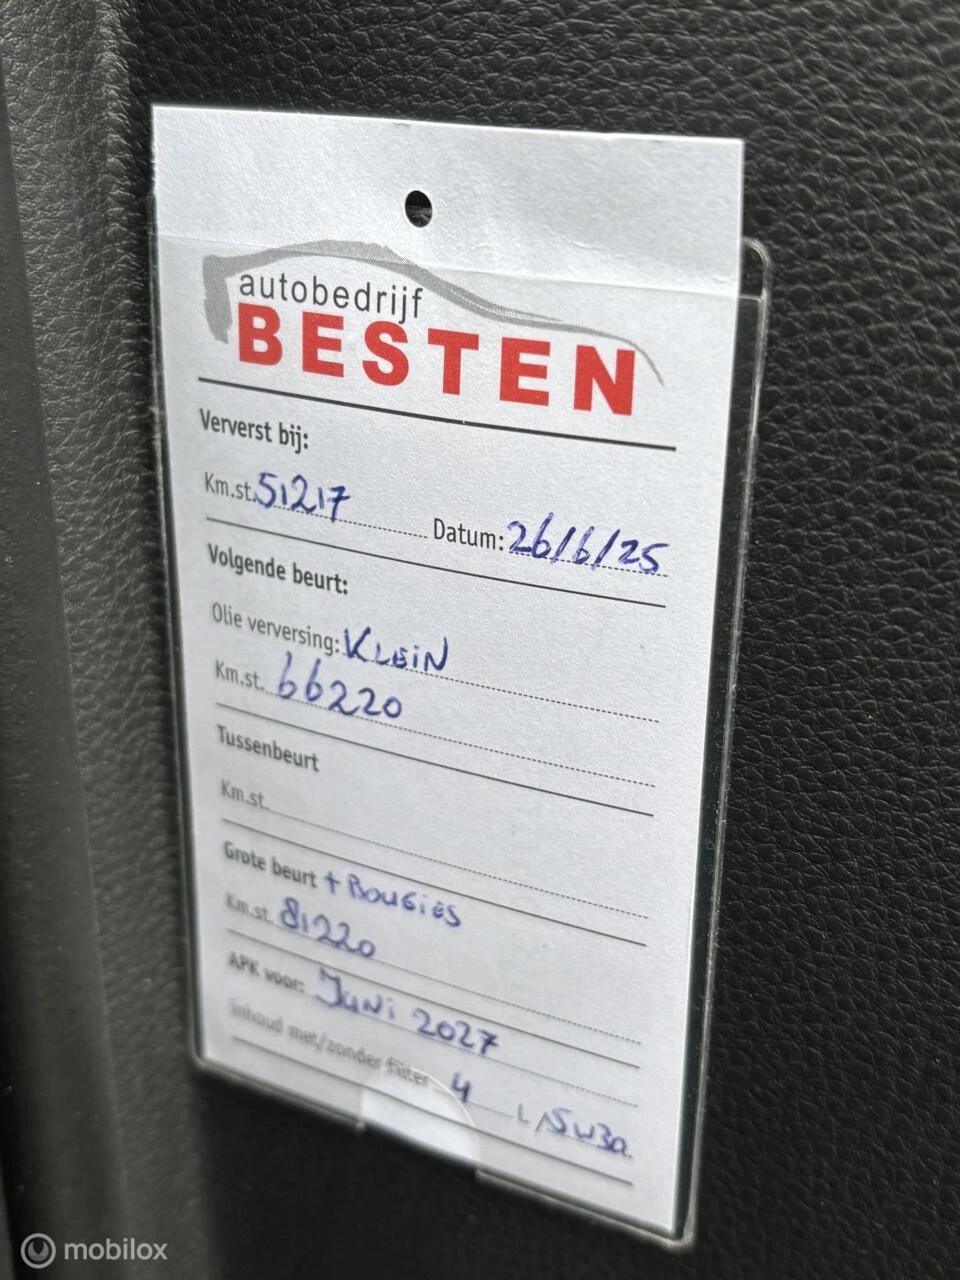 autobedrijf
BESTEN
Ververst bij:
Km.st. 51217 Datum: 26/6/25
Volgende beurt:
Olie verversing: KLEIN
Km.st. 66220
Tussenbeurt
Km.st.
Grote beurt + BOUGIES
Km.st. 81220
APK voor: JUNI 2027
inhoud met/zonder filter 4 L
mobilox